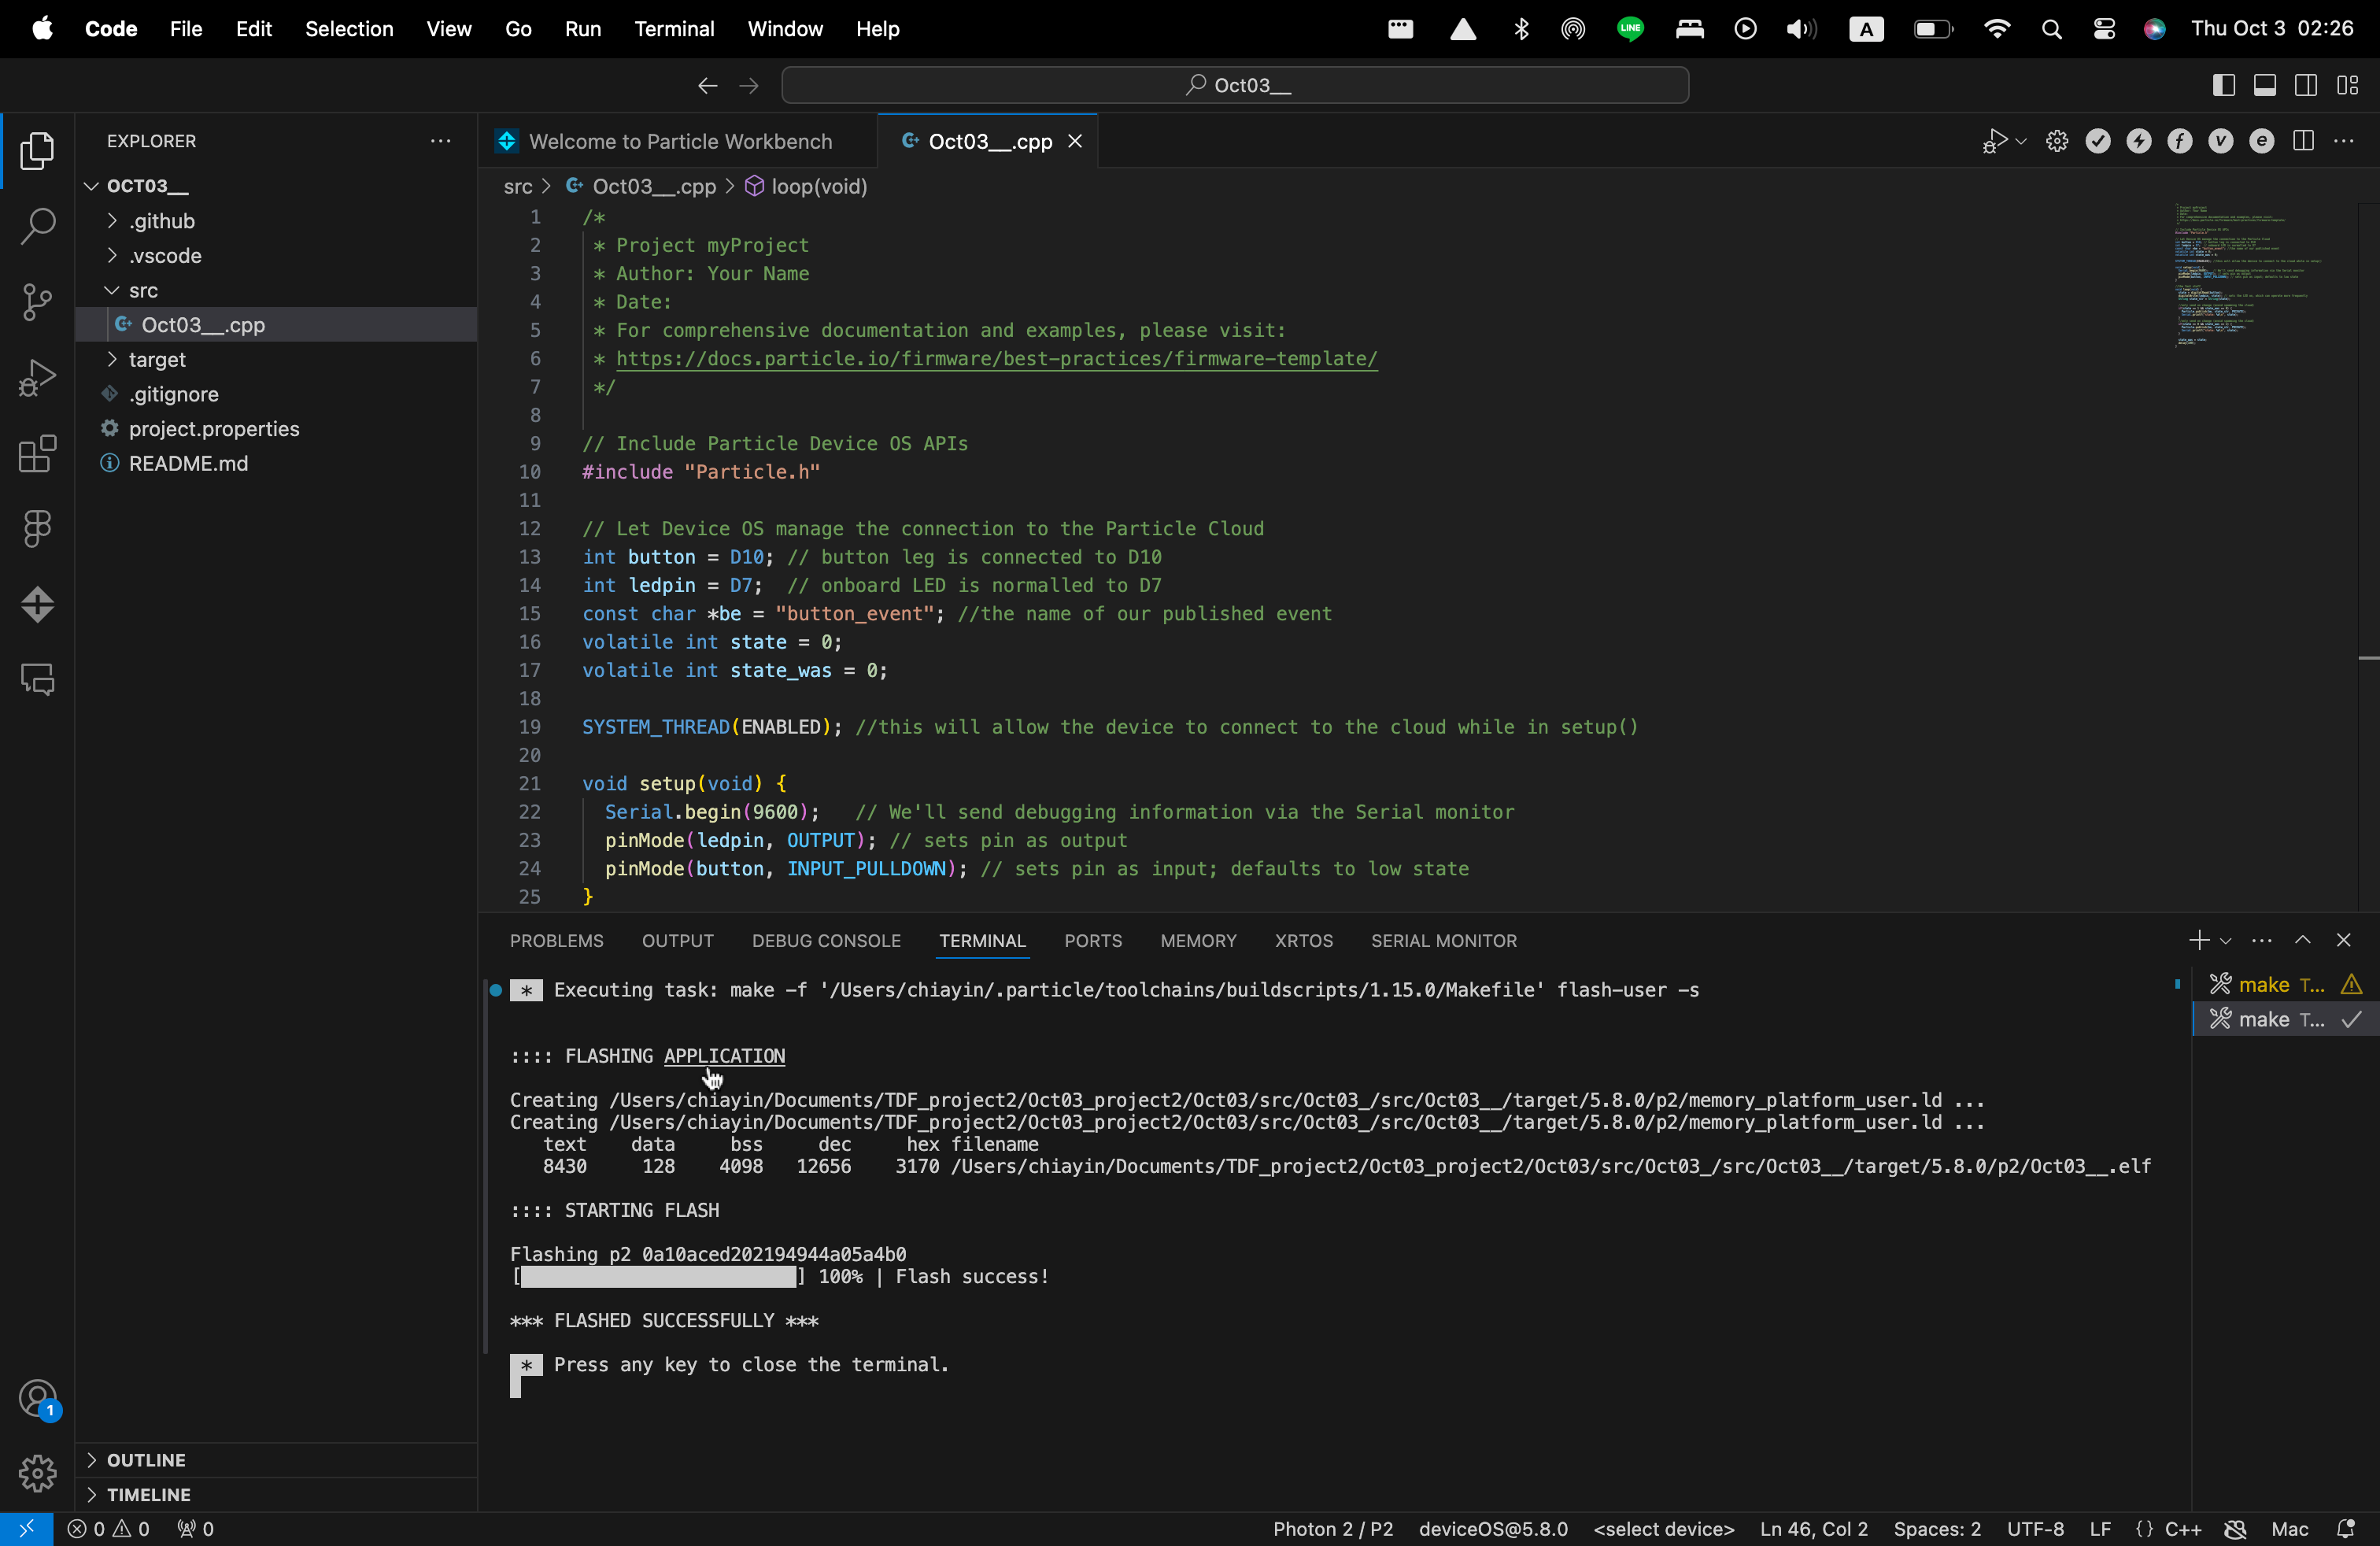 Code File Edit Selection View Go Run Terminal Window Help
LINE
A
Thu Oct 3 02:26
Oct03__
EXPLORER
OCT03__
.github
.vscode
src
Oct03__.cpp
target
.gitignore
project.properties
README.md
OUTLINE
TIMELINE
Welcome to Particle Workbench
Oct03__.cpp
src > Oct03__.cpp > loop(void)
1 /*
2 * Project myProject
3 * Author: Your Name
4 * Date:
5 * For comprehensive documentation and examples, please visit:
6 * https://docs.particle.io/firmware/best-practices/firmware-template/
7 */
8
9 // Include Particle Device OS APIs
10 #include "Particle.h"
11
12 // Let Device OS manage the connection to the Particle Cloud
13 int button = D10; // button leg is connected to D10
14 int ledpin = D7;  // onboard LED is normalled to D7
15 const char *be = "button_event"; //the name of our published event
16 volatile int state = 0;
17 volatile int state_was = 0;
18
19 SYSTEM_THREAD(ENABLED); //this will allow the device to connect to the cloud while in setup()
20
21 void setup(void) {
22 Serial.begin(9600);   // We'll send debugging information via the Serial monitor
23 pinMode(ledpin, OUTPUT); // sets pin as output
24 pinMode(button, INPUT_PULLDOWN); // sets pin as input; defaults to low state
25 }
PROBLEMS OUTPUT DEBUG CONSOLE TERMINAL PORTS MEMORY XRTOS SERIAL MONITOR
* Executing task: make -f '/Users/chiayin/.particle/toolchains/buildscripts/1.15.0/Makefile' flash-user -s
:::: FLASHING APPLICATION
Creating /Users/chiayin/Documents/TDF_project2/Oct03_project2/Oct03/src/Oct03_/src/Oct03__/target/5.8.0/p2/memory_platform_user.ld ...
Creating /Users/chiayin/Documents/TDF_project2/Oct03_project2/Oct03/src/Oct03_/src/Oct03__/target/5.8.0/p2/memory_platform_user.ld ...
text data bss dec hex filename
8430 128 4098 12656 3170 /Users/chiayin/Documents/TDF_project2/Oct03_project2/Oct03/src/Oct03_/src/Oct03__/target/5.8.0/p2/Oct03__.elf
:::: STARTING FLASH
Flashing p2 0a10aced202194944a05a4b0
[ ] 100% | Flash success!
*** FLASHED SUCCESSFULLY ***
* Press any key to close the terminal.
make T...
make T...
1
0 0 0
Photon 2 / P2 deviceOS@5.8.0 <select device> Ln 46, Col 2 Spaces: 2 UTF-8 LF {} C++ Mac